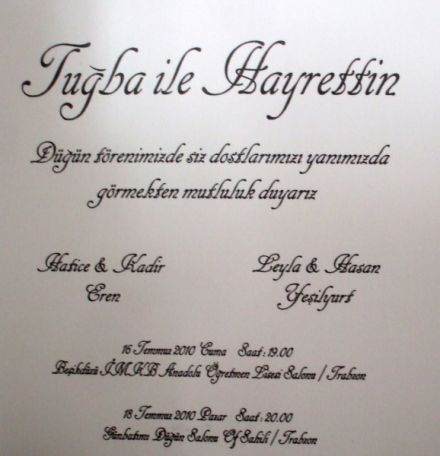 Tuğba ile Hayrettin
Düğün törenimizde siz dostlarımızı yanımızda
görmekten mutluluk duyarız
Hatice & Kadir
Eren
Leyla & Hasan
Yeşilyurt
16 Temmuz 2010 Cuma Saat: 19.00
Beşikdüzü İ.M.K.B Anadolu Öğretmen Lisesi Salonu / Trabzon
18 Temmuz 2010 Pazar Saat: 20.00
Günbatımı Düğün Salonu Of Sahili / Trabzon